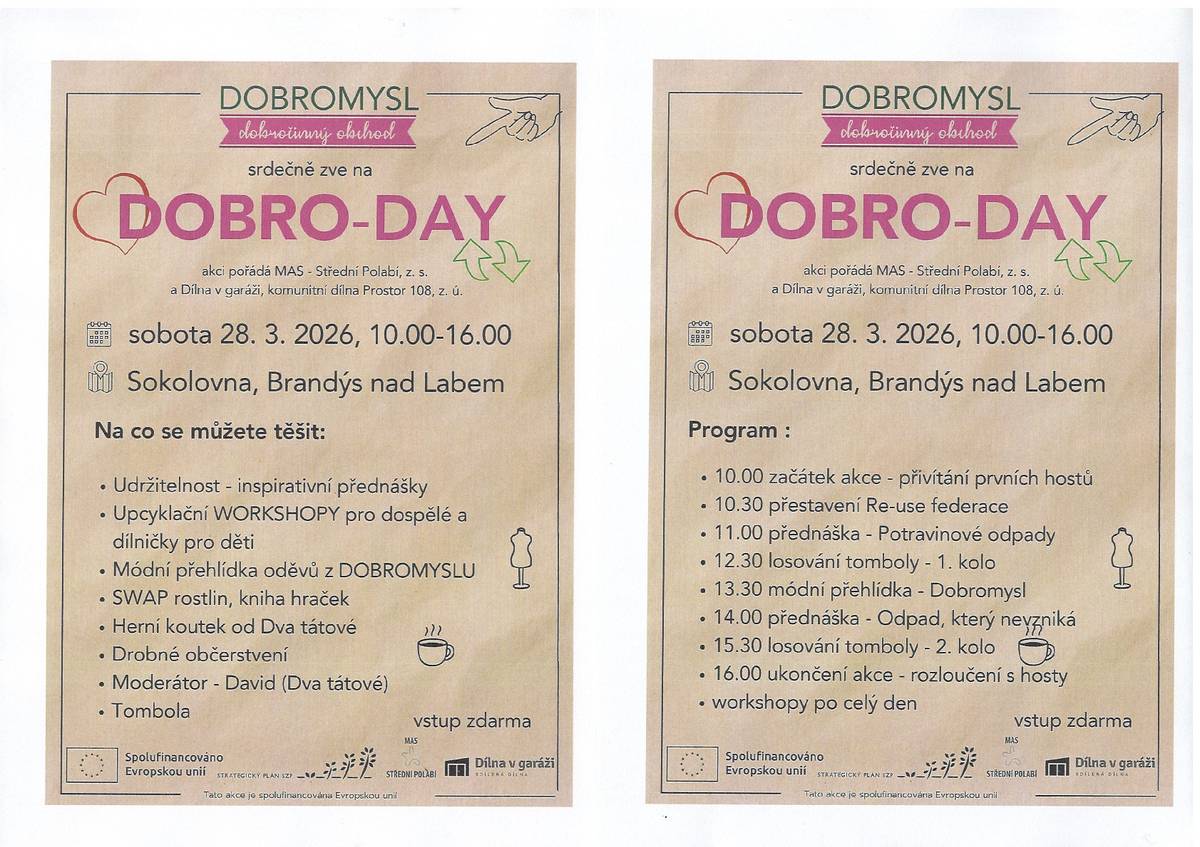 DOBROMYSL
dobročinný obchod
srdečně zve na
DOBRO-DAY
akci pořádá MAS - Střední Polabí, z. s.
a Dílna v garáži, komunitní dílna Prostor 108, z. ú.
sobota 28. 3. 2026, 10.00-16.00
Sokolovna, Brandýs nad Labem
Na co se můžete těšit:
• Udržitelnost - inspirativní přednášky
• Upcyklační WORKSHOPY pro dospělé a
dílničky pro děti
• Módní přehlídka oděvů z DOBROMYSLU
• SWAP rostlin, kniha hraček
• Herní koutek od Dva tátové
• Drobné občerstvení
• Moderátor - David (Dva tátové)
• Tombola
vstup zdarma
Spolufinancováno
Evropskou unií
STRATEGICKÝ PLÁN SZP
MAS
STŘEDNÍ POLABÍ
Dílna v garáži
SDÍLENÁ DÍLNA
Tato akce je spolufinancována Evropskou unií
DOBROMYSL
dobročinný obchod
srdečně zve na
DOBRO-DAY
akci pořádá MAS - Střední Polabí, z. s.
a Dílna v garáži, komunitní dílna Prostor 108, z. ú.
sobota 28. 3. 2026, 10.00-16.00
Sokolovna, Brandýs nad Labem
Program :
• 10.00 začátek akce - přivítání prvních hostů
• 10.30 přestavení Re-use federace
• 11.00 přednáška - Potravinové odpady
• 12.30 losování tomboly - 1. kolo
• 13.30 módní přehlídka - Dobromysl
• 14.00 přednáška - Odpad, který nevzniká
• 15.30 losování tomboly - 2. kolo
• 16.00 ukončení akce - rozloučení s hosty
• workshopy po celý den
vstup zdarma
Spolufinancováno
Evropskou unií
STRATEGICKÝ PLÁN SZP
MAS
STŘEDNÍ POLABÍ
Dílna v garáži
SDÍLENÁ DÍLNA
Tato akce je spolufinancována Evropskou unií